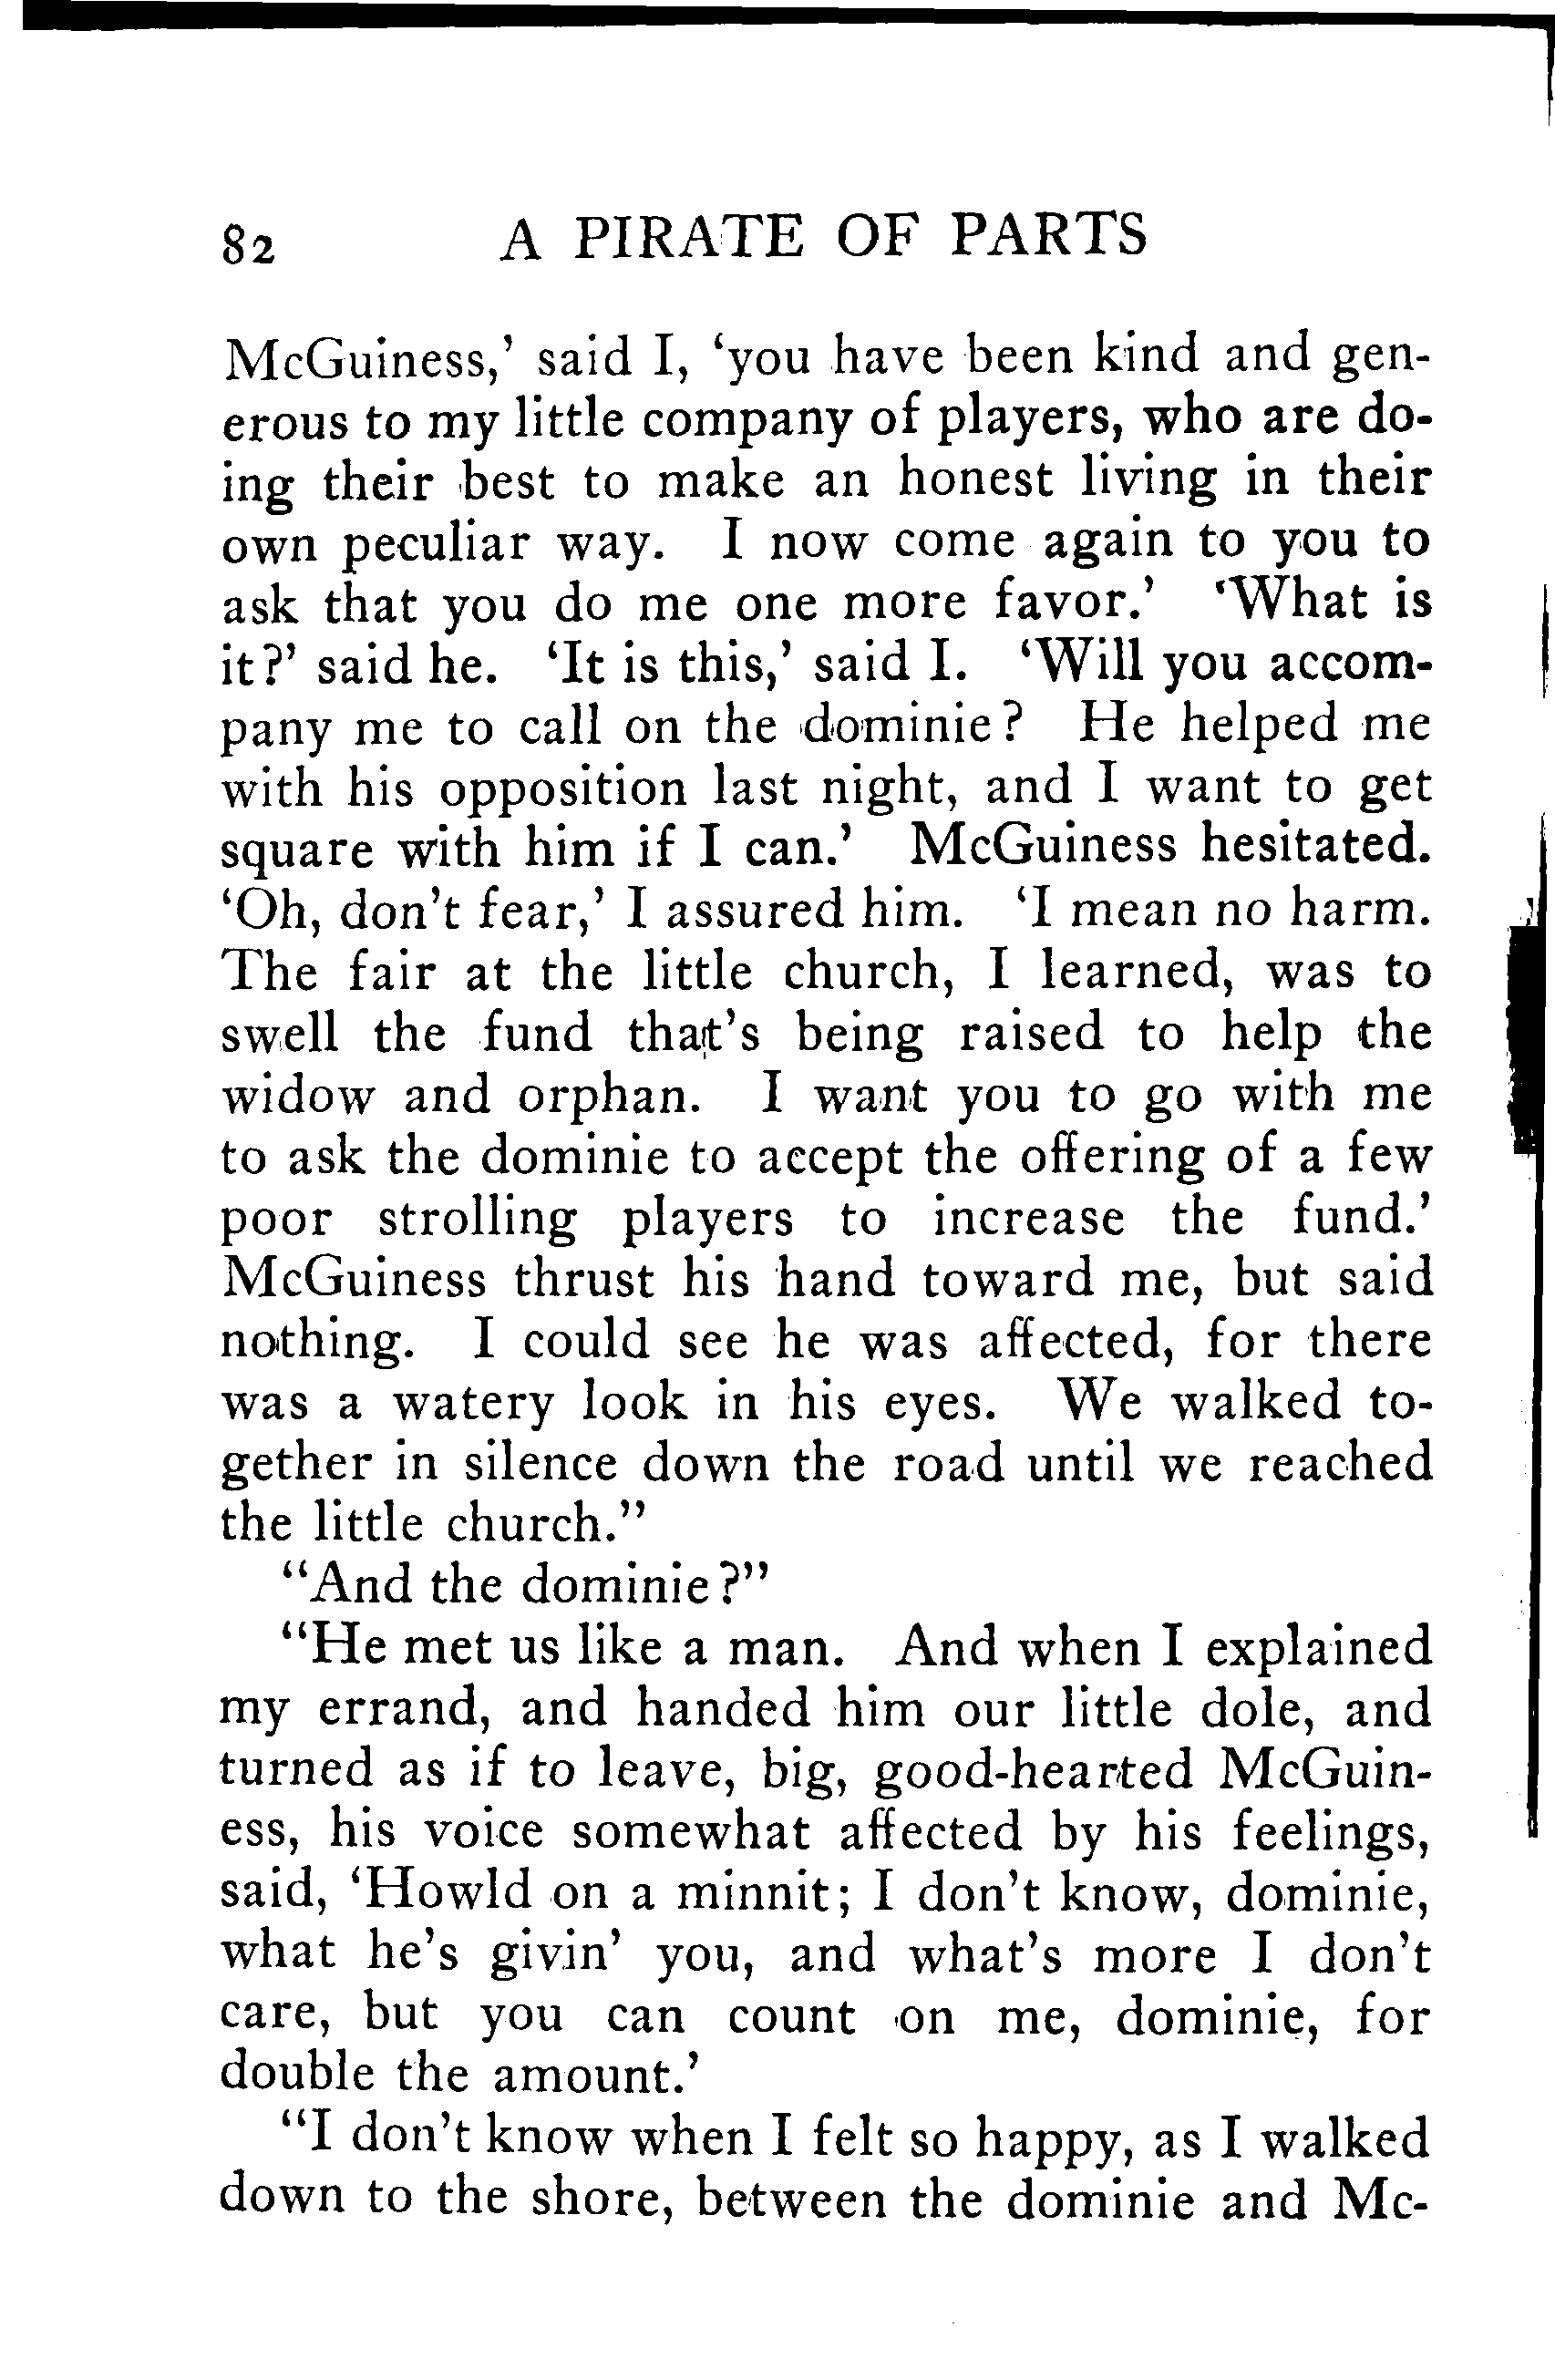 82 A PIRATE OF PARTS
McGuiness,’ said I, ‘you have been kind and gen-
erous to my little company of players, who are do-
ing their best to make an honest living in their
own peculiar way. I now come again to you to
ask that you do me one more favor.’ ‘What is
it?’ said he. ‘It is this,’ said I. ‘Will you accom-
pany me to call on the dominie? He helped me
with his opposition last night, and I want to get
square with him if I can.’ McGuiness hesitated.
‘Oh, don’t fear,’ I assured him. ‘I mean no harm.
The fair at the little church, I learned, was to
swell the fund that’s being raised to help the
widow and orphan. I want you to go with me
to ask the dominie to accept the offering of a few
poor strolling players to increase the fund.’
McGuiness thrust his hand toward me, but said
nothing. I could see he was affected, for there
was a watery look in his eyes. We walked to-
gether in silence down the road until we reached
the little church.”
“And the dominie?”
“He met us like a man. And when I explained
my errand, and handed him our little dole, and
turned as if to leave, big, good-hearted McGuin-
ess, his voice somewhat affected by his feelings,
said, ‘Howld on a minnit; I don’t know, dominie,
what he’s givin’ you, and what’s more I don’t
care, but you can count on me, dominie, for
double the amount.’
“I don’t know when I felt so happy, as I walked
down to the shore, between the dominie and Mc-